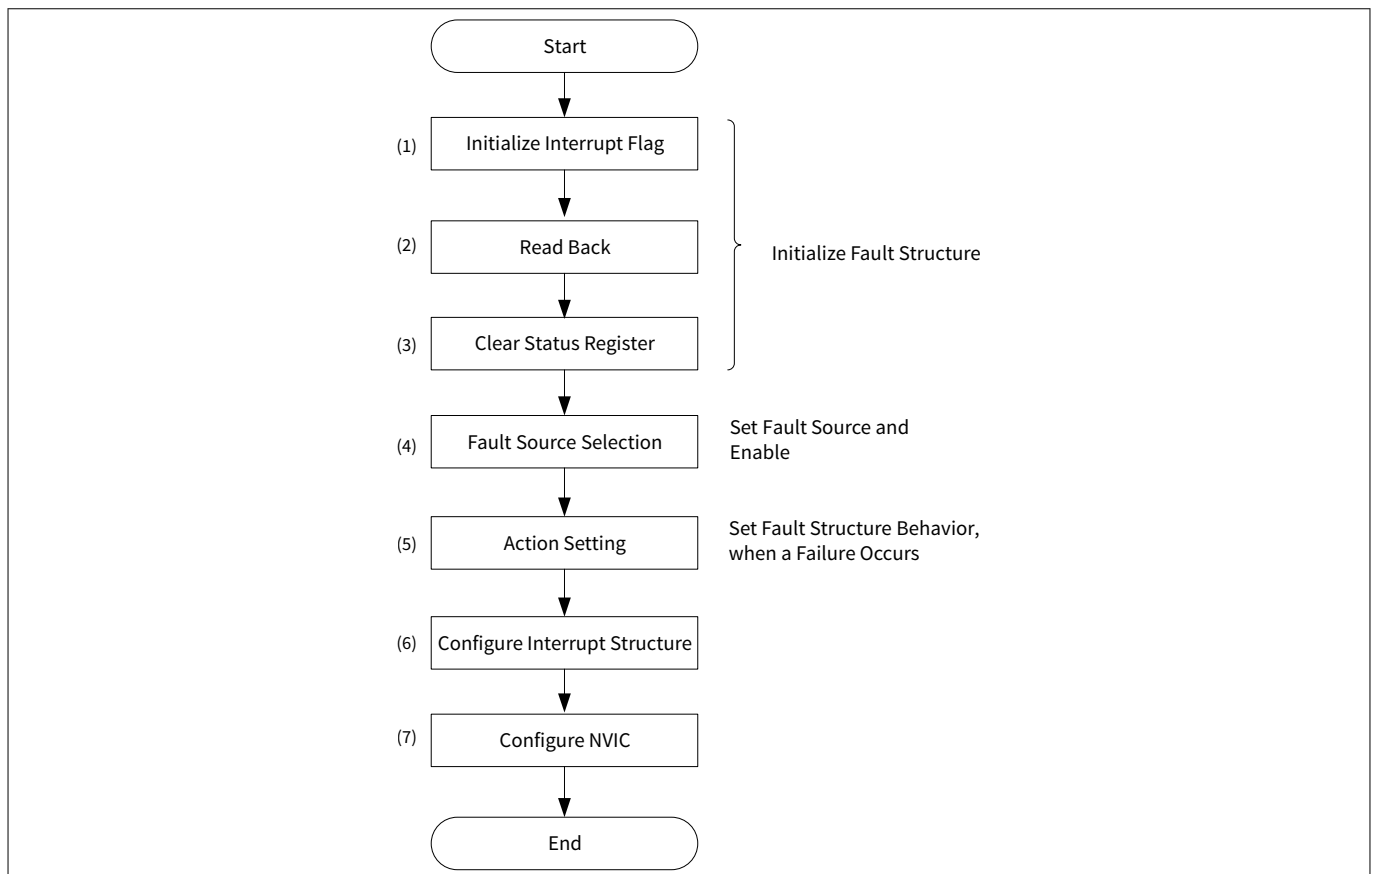 Start
(1)
Initialize Interrupt Flag
(2)
Read Back
Initialize Fault Structure
(3)
Clear Status Register
(4)
Fault Source Selection
Set Fault Source and
Enable
(5)
Action Setting
Set Fault Structure Behavior,
when a Failure Occurs
(6)
Configure Interrupt Structure
(7)
Configure NVIC
End